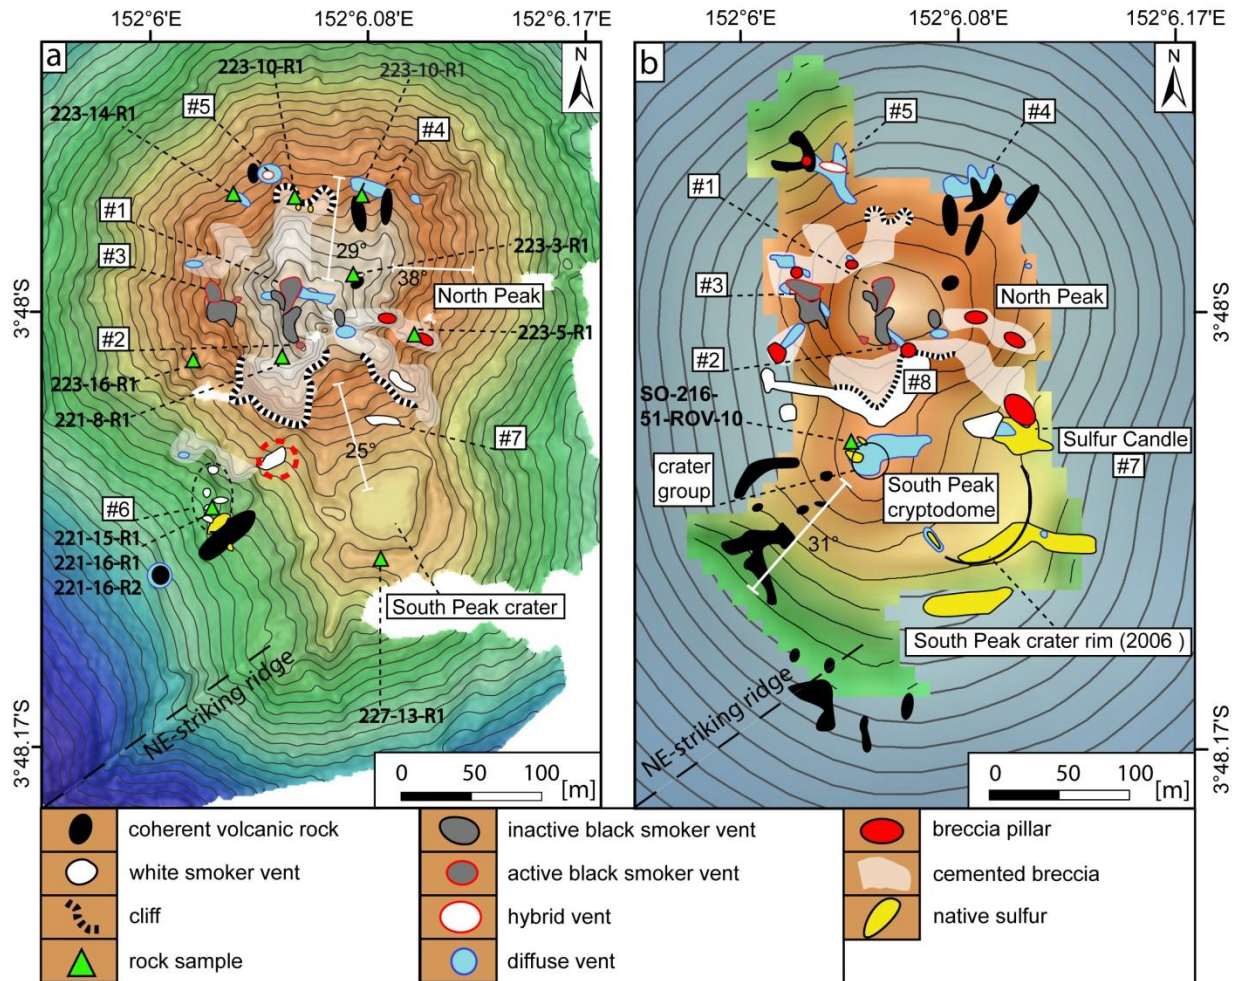 152°6'E
152°6.08'E
152°6.17'E
152°6'E
152°6.08'E
152°6.17'E
a
N
223-10-R1
223-10-R1
#5
223-14-R1
#4
#1
223-3-R1
29°
#3
38°
North Peak
3°48'S
#2
223-5-R1
223-16-R1
221-8-R1
#7
25°
#6
221-15-R1
221-16-R1
221-16-R2
South Peak crater
227-13-R1
NE-striking ridge
3°48.17'S
0 50 100
[m]
b
N
#5
#4
#1
#3
North Peak
3°48'S
#2
#8
SO-216-
51-ROV-10
Sulfur Candle
#7
crater
group
South Peak
cryptodome
31°
South Peak crater rim (2006 )
NE-striking ridge
3°48.17'S
0 50 100
[m]
coherent volcanic rock
white smoker vent
cliff
rock sample
inactive black smoker vent
active black smoker vent
hybrid vent
diffuse vent
breccia pillar
cemented breccia
native sulfur